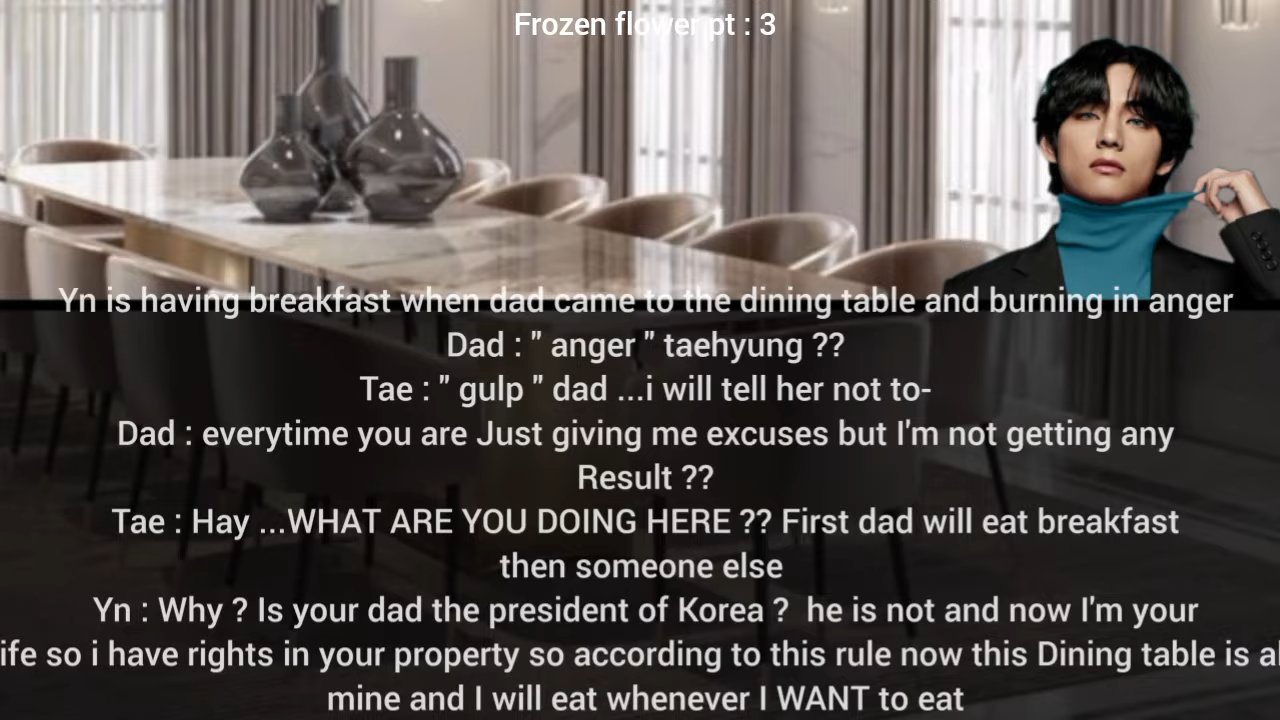 Frozen flower pt : 3
Yn is having breakfast when dad came to the dining table and burning in anger
Dad : " anger " taehyung ??
Tae : " gulp " dad ...i will tell her not to-
Dad : everytime you are Just giving me excuses but I'm not getting any
Result ??
Tae : Hay ...WHAT ARE YOU DOING HERE ?? First dad will eat breakfast
then someone else
Yn : Why ? Is your dad the president of Korea ?  he is not and now I'm your
ife so i have rights in your property so according to this rule now this Dining table is al
mine and I will eat whenever I WANT to eat